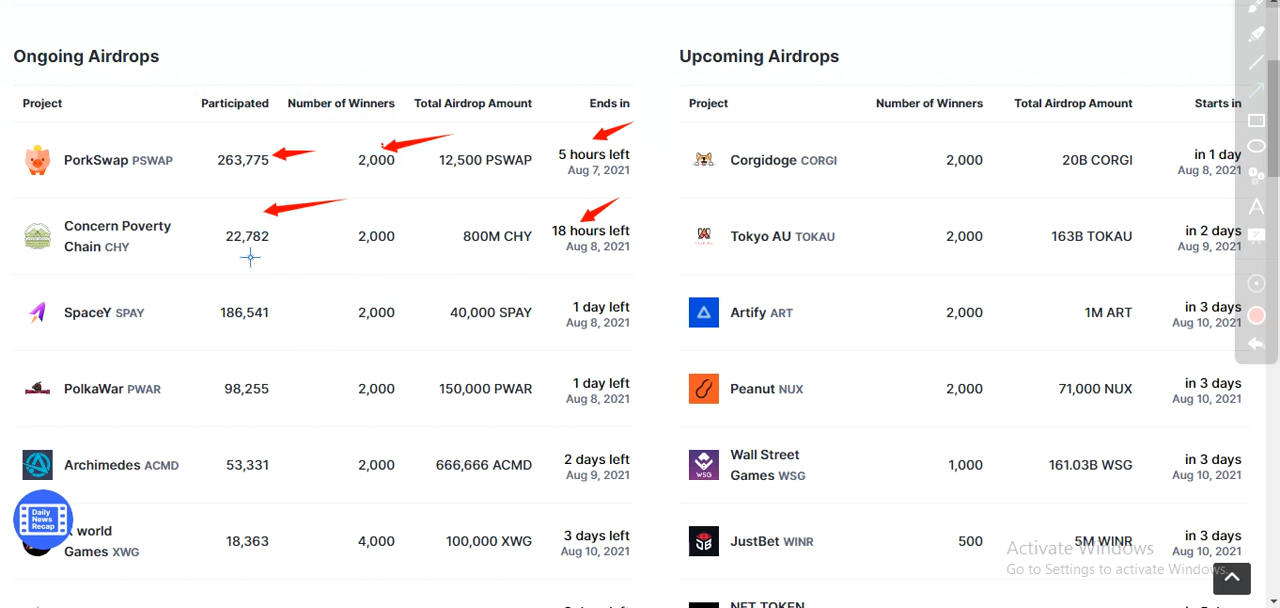 Ongoing Airdrops
Project Participated Number of Winners Total Airdrop Amount Ends in
PorkSwap PSWAP 263,775 2,000 12,500 PSWAP 5 hours left
Aug 7, 2021
Concern Poverty
Chain CHY 22,782 2,000 800M CHY 18 hours left
Aug 8, 2021
SpaceY SPAY 186,541 2,000 40,000 SPAY 1 day left
Aug 8, 2021
PolkaWar PWAR 98,255 2,000 150,000 PWAR 1 day left
Aug 8, 2021
Archimedes ACMD 53,331 2,000 666,666 ACMD 2 days left
Aug 9, 2021
world
Games XWG 18,363 4,000 100,000 XWG 3 days left
Aug 10, 2021
Daily
News
Recap
Upcoming Airdrops
Project Number of Winners Total Airdrop Amount Starts in
Corgidoge CORGI 2,000 20B CORGI in 1 day
Aug 8, 2021
Tokyo AU TOKAU 2,000 163B TOKAU in 2 days
Aug 9, 2021
Artify ART 2,000 1M ART in 3 days
Aug 10, 2021
Peanut NUX 2,000 71,000 NUX in 3 days
Aug 10, 2021
WSG
Wall Street
Games WSG 1,000 161.03B WSG in 3 days
Aug 10, 2021
JustBet WINR 500 5M WINR in 3 days
Aug 10, 2021
NFT TOKEN
Activate Windows
Go to Settings to activate Windows.
A